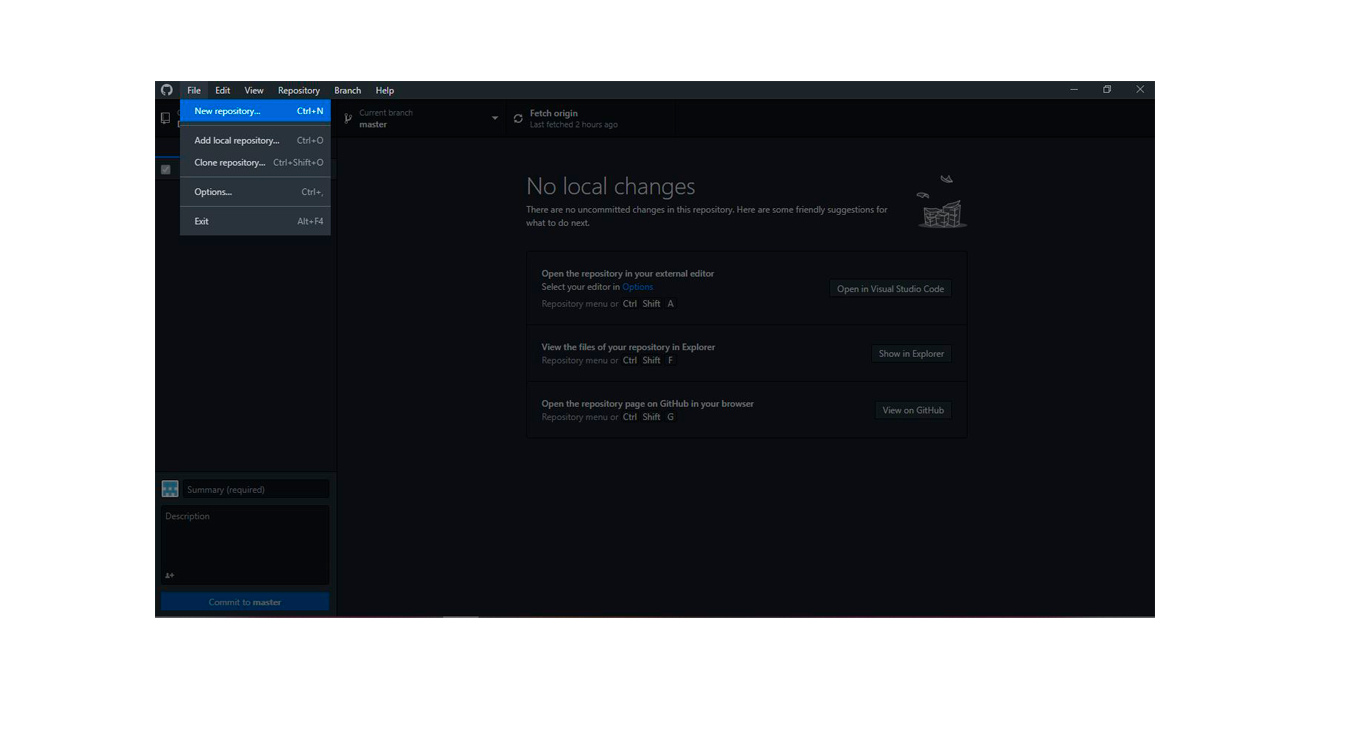 File Edit View Repository Branch Help
New repository... Ctrl+N
Add local repository... Ctrl+O
Clone repository... Ctrl+Shift+O
Options... Ctrl+,
Exit Alt+F4
Current branch
master
Fetch origin
Last fetched 2 hours ago
No local changes
There are no uncommitted changes in this repository. Here are some friendly suggestions for
what to do next.
Open the repository in your external editor
Select your editor in Options
Repository menu or Ctrl Shift A
Open in Visual Studio Code
View the files of your repository in Explorer
Repository menu or Ctrl Shift F
Show in Explorer
Open the repository page on GitHub in your browser
Repository menu or Ctrl Shift G
View on GitHub
Summary (required)
Description
Commit to master